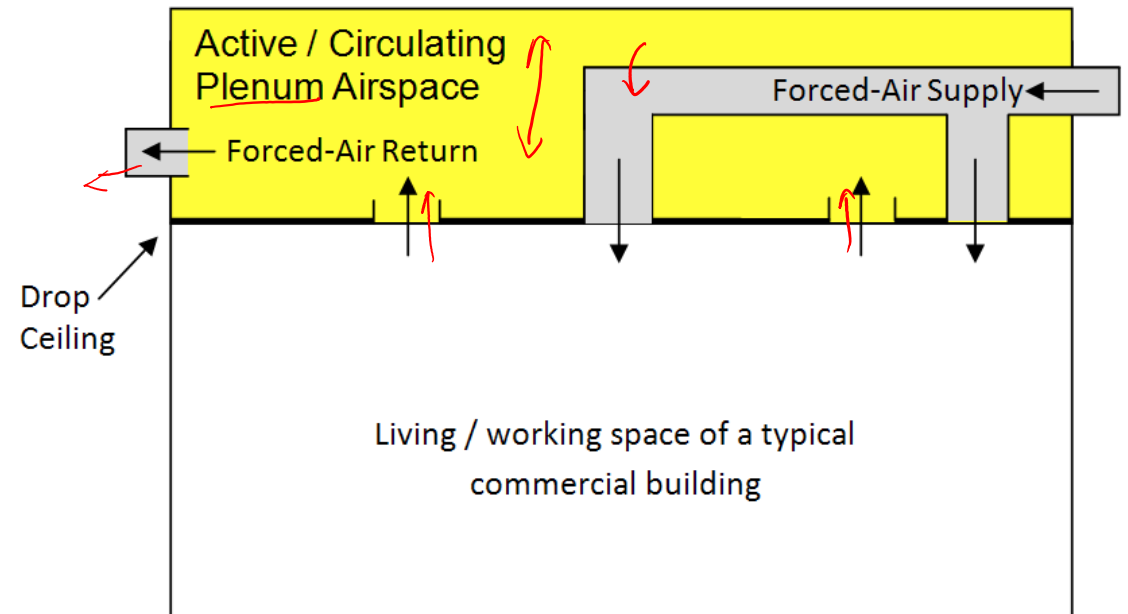 Active / Circulating
Plenum Airspace
Forced-Air Supply
Forced-Air Return
Drop
Ceiling
Living / working space of a typical
commercial building